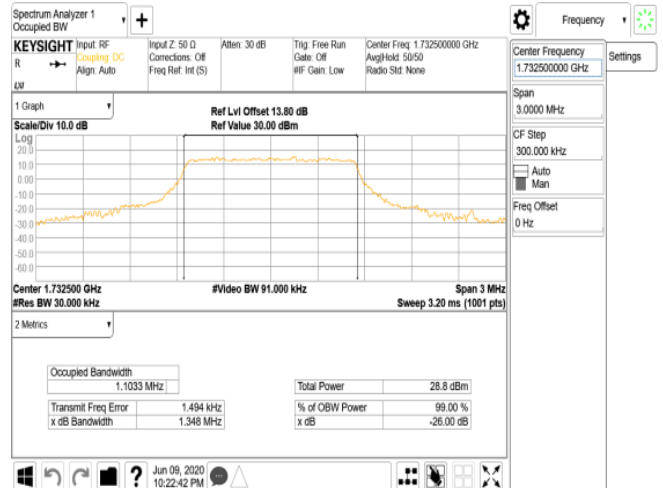 Spectrum Analyzer 1
Occupied BW
Frequency
KEYSIGHT
R
Input: RF
Coupling: DC
Align: Auto
Input Z: 50 Ω
Corrections: Off
Freq Ref: Int (S)
Atten: 30 dB
Trig: Free Run
Gate: Off
#IF Gain: Low
Center Freq: 1.732500000 GHz
Avg|Hold: 50/50
Radio Std: None
Center Frequency
1.732500000 GHz
Settings
Span
3.0000 MHz
CF Step
300.000 kHz
Auto
Man
Freq Offset
0 Hz
1 Graph
Scale/Div 10.0 dB
Ref Lvl Offset 13.80 dB
Ref Value 30.00 dBm
Log
20.0
10.0
0.00
-10.0
-20.0
-30.0
-40.0
-50.0
-60.0
Center 1.732500 GHz
#Res BW 30.000 kHz
#Video BW 91.000 kHz
Span 3 MHz
Sweep 3.20 ms (1001 pts)
2 Metrics
Occupied Bandwidth
1.1033 MHz
Total Power 28.8 dBm
Transmit Freq Error 1.494 kHz
% of OBW Power 99.00 %
x dB Bandwidth 1.348 MHz
x dB -26.00 dB
?
Jun 09, 2020
10:22:42 PM